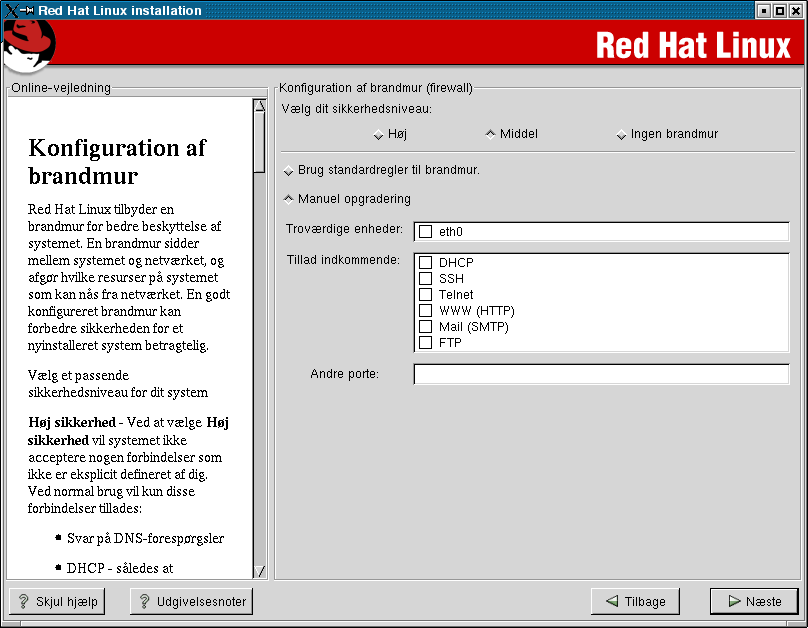 Red Hat Linux installation
Red Hat Linux
Online-vejledning
Konfiguration af
brandmur
Red Hat Linux tilbyder en
brandmur for bedre beskyttelse af
systemet. En brandmur sidder
mellem systemet og netværket, og
afgør hvilke resurser på systemet
som kan nås fra netværket. En godt
konfigureret brandmur kan
forbedre sikkerheden for et
nyinstalleret system betragtelig.
Vælg et passende
sikkerhedsniveau for dit system
Høj sikkerhed - Ved at vælge Høj
sikkerhed vil systemet ikke
acceptere nogen forbindelser som
ikke er eksplicit defineret af dig.
Ved normal brug vil kun disse
forbindelser tillades:
• Svar på DNS-forespørgsler
• DHCP - således at
Konfiguration af brandmur (firewall)
Vælg dit sikkerhedsniveau:
Høj Middel Ingen brandmur
Brug standardregler til brandmur.
Manuel opgradering
Troværdige enheder: eth0
Tillad indkommende: DHCP
SSH
Telnet
WWW (HTTP)
Mail (SMTP)
FTP
Andre porte:
? Skjul hjælp ? Udgivelsesnoter Tilbage Næste